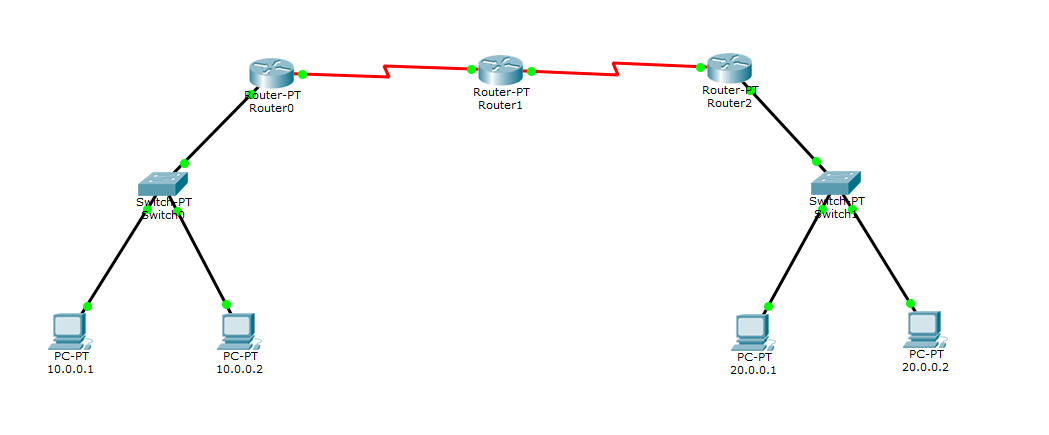 Router-PT
Router0
Router-PT
Router1
Router-PT
Router2
Switch-PT
Switch0
Switch-PT
Switch1
PC-PT
10.0.0.1
PC-PT
10.0.0.2
PC-PT
20.0.0.1
PC-PT
20.0.0.2